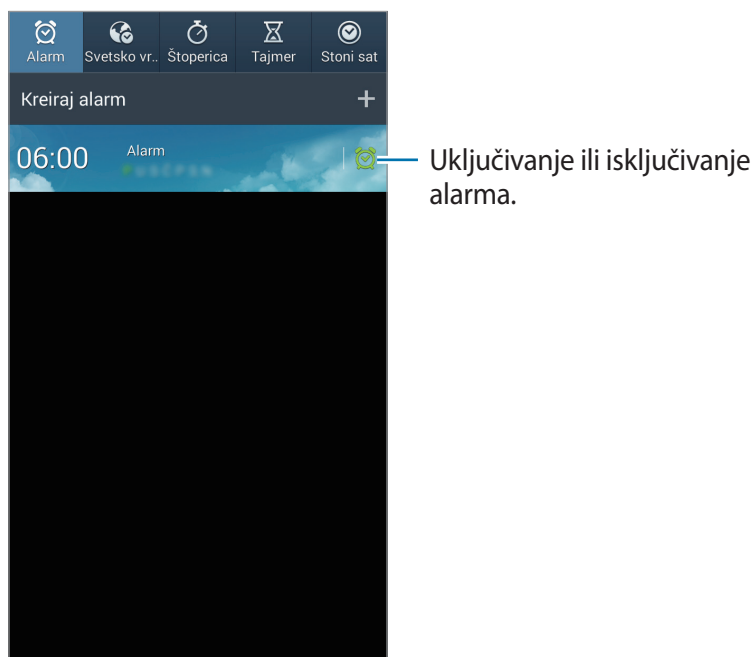 Alarm Svetsko vr.. Štoperica Tajmer Stoni sat
Kreiraj alarm
06:00 Alarm
Uključivanje ili isključivanje
alarma.